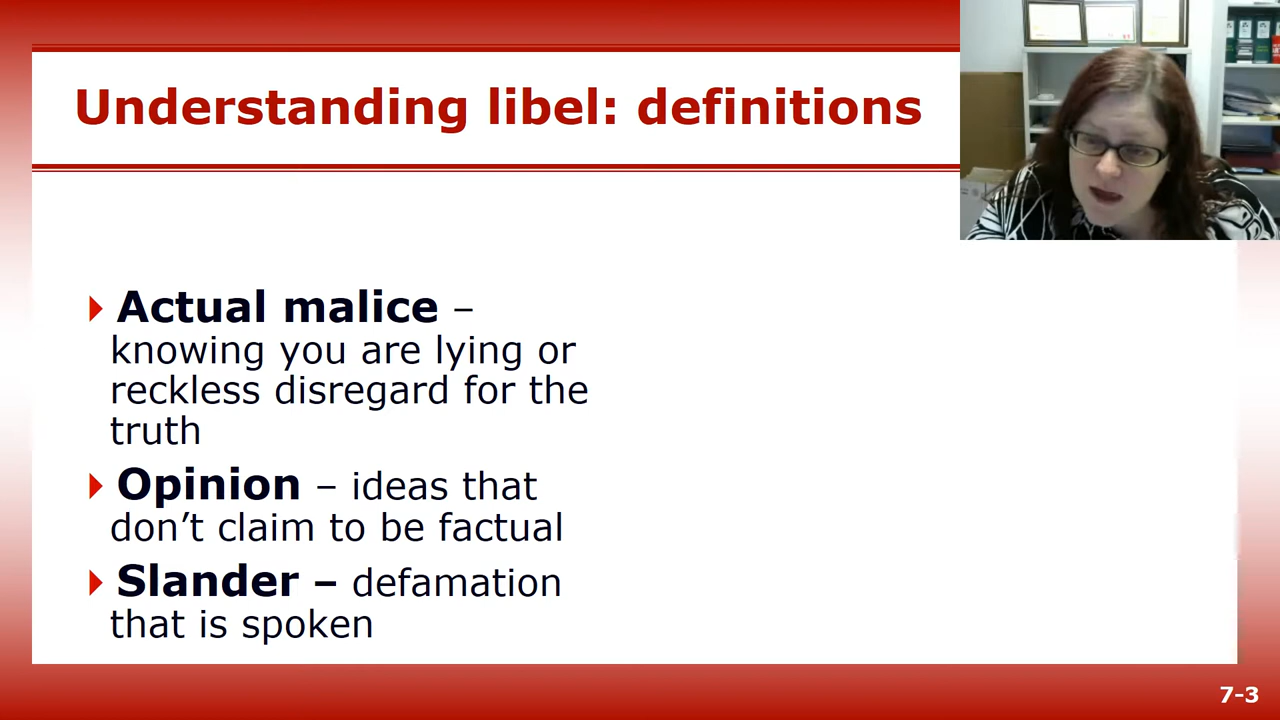 Understanding libel: definitions
Actual malice –
knowing you are lying or
reckless disregard for the
truth
Opinion – ideas that
don’t claim to be factual
Slander – defamation
that is spoken
7-3